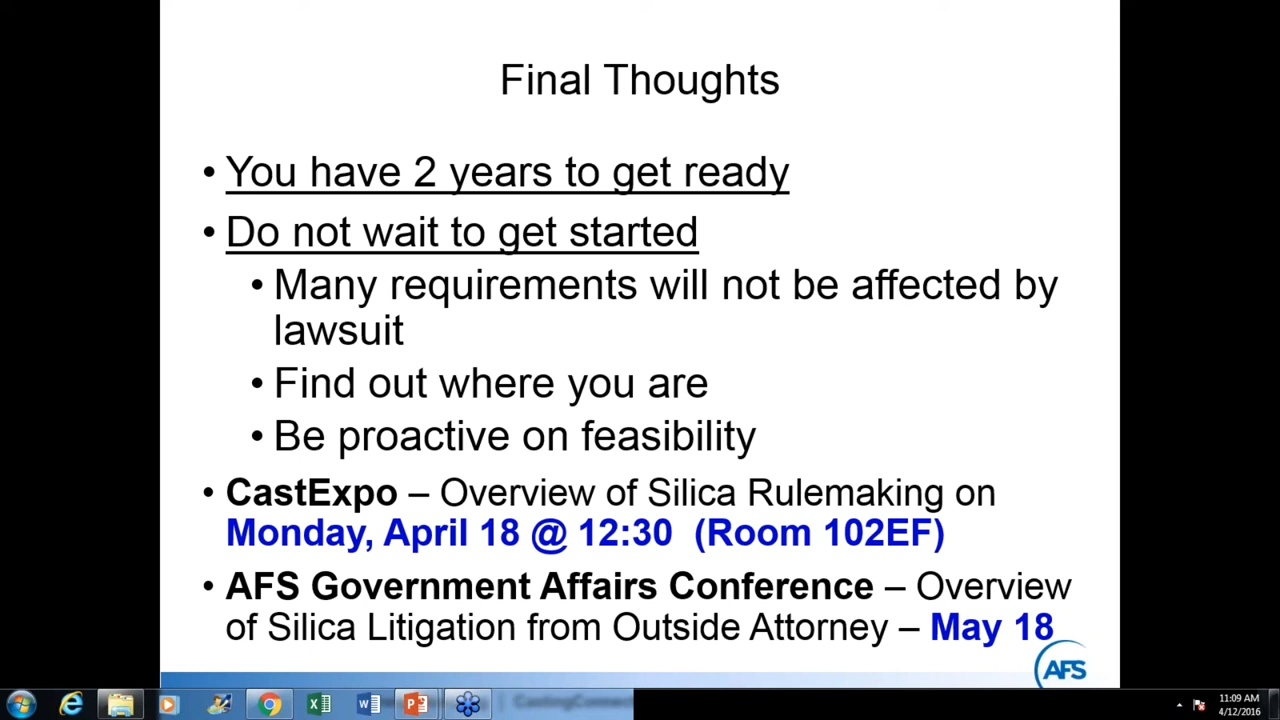 Final Thoughts
• You have 2 years to get ready
• Do not wait to get started
• Many requirements will not be affected by
lawsuit
• Find out where you are
• Be proactive on feasibility
• CastExpo – Overview of Silica Rulemaking on
Monday, April 18 @ 12:30 (Room 102EF)
• AFS Government Affairs Conference – Overview
of Silica Litigation from Outside Attorney – May 18
AFS
CastingConnec
11:09 AM
4/12/2016